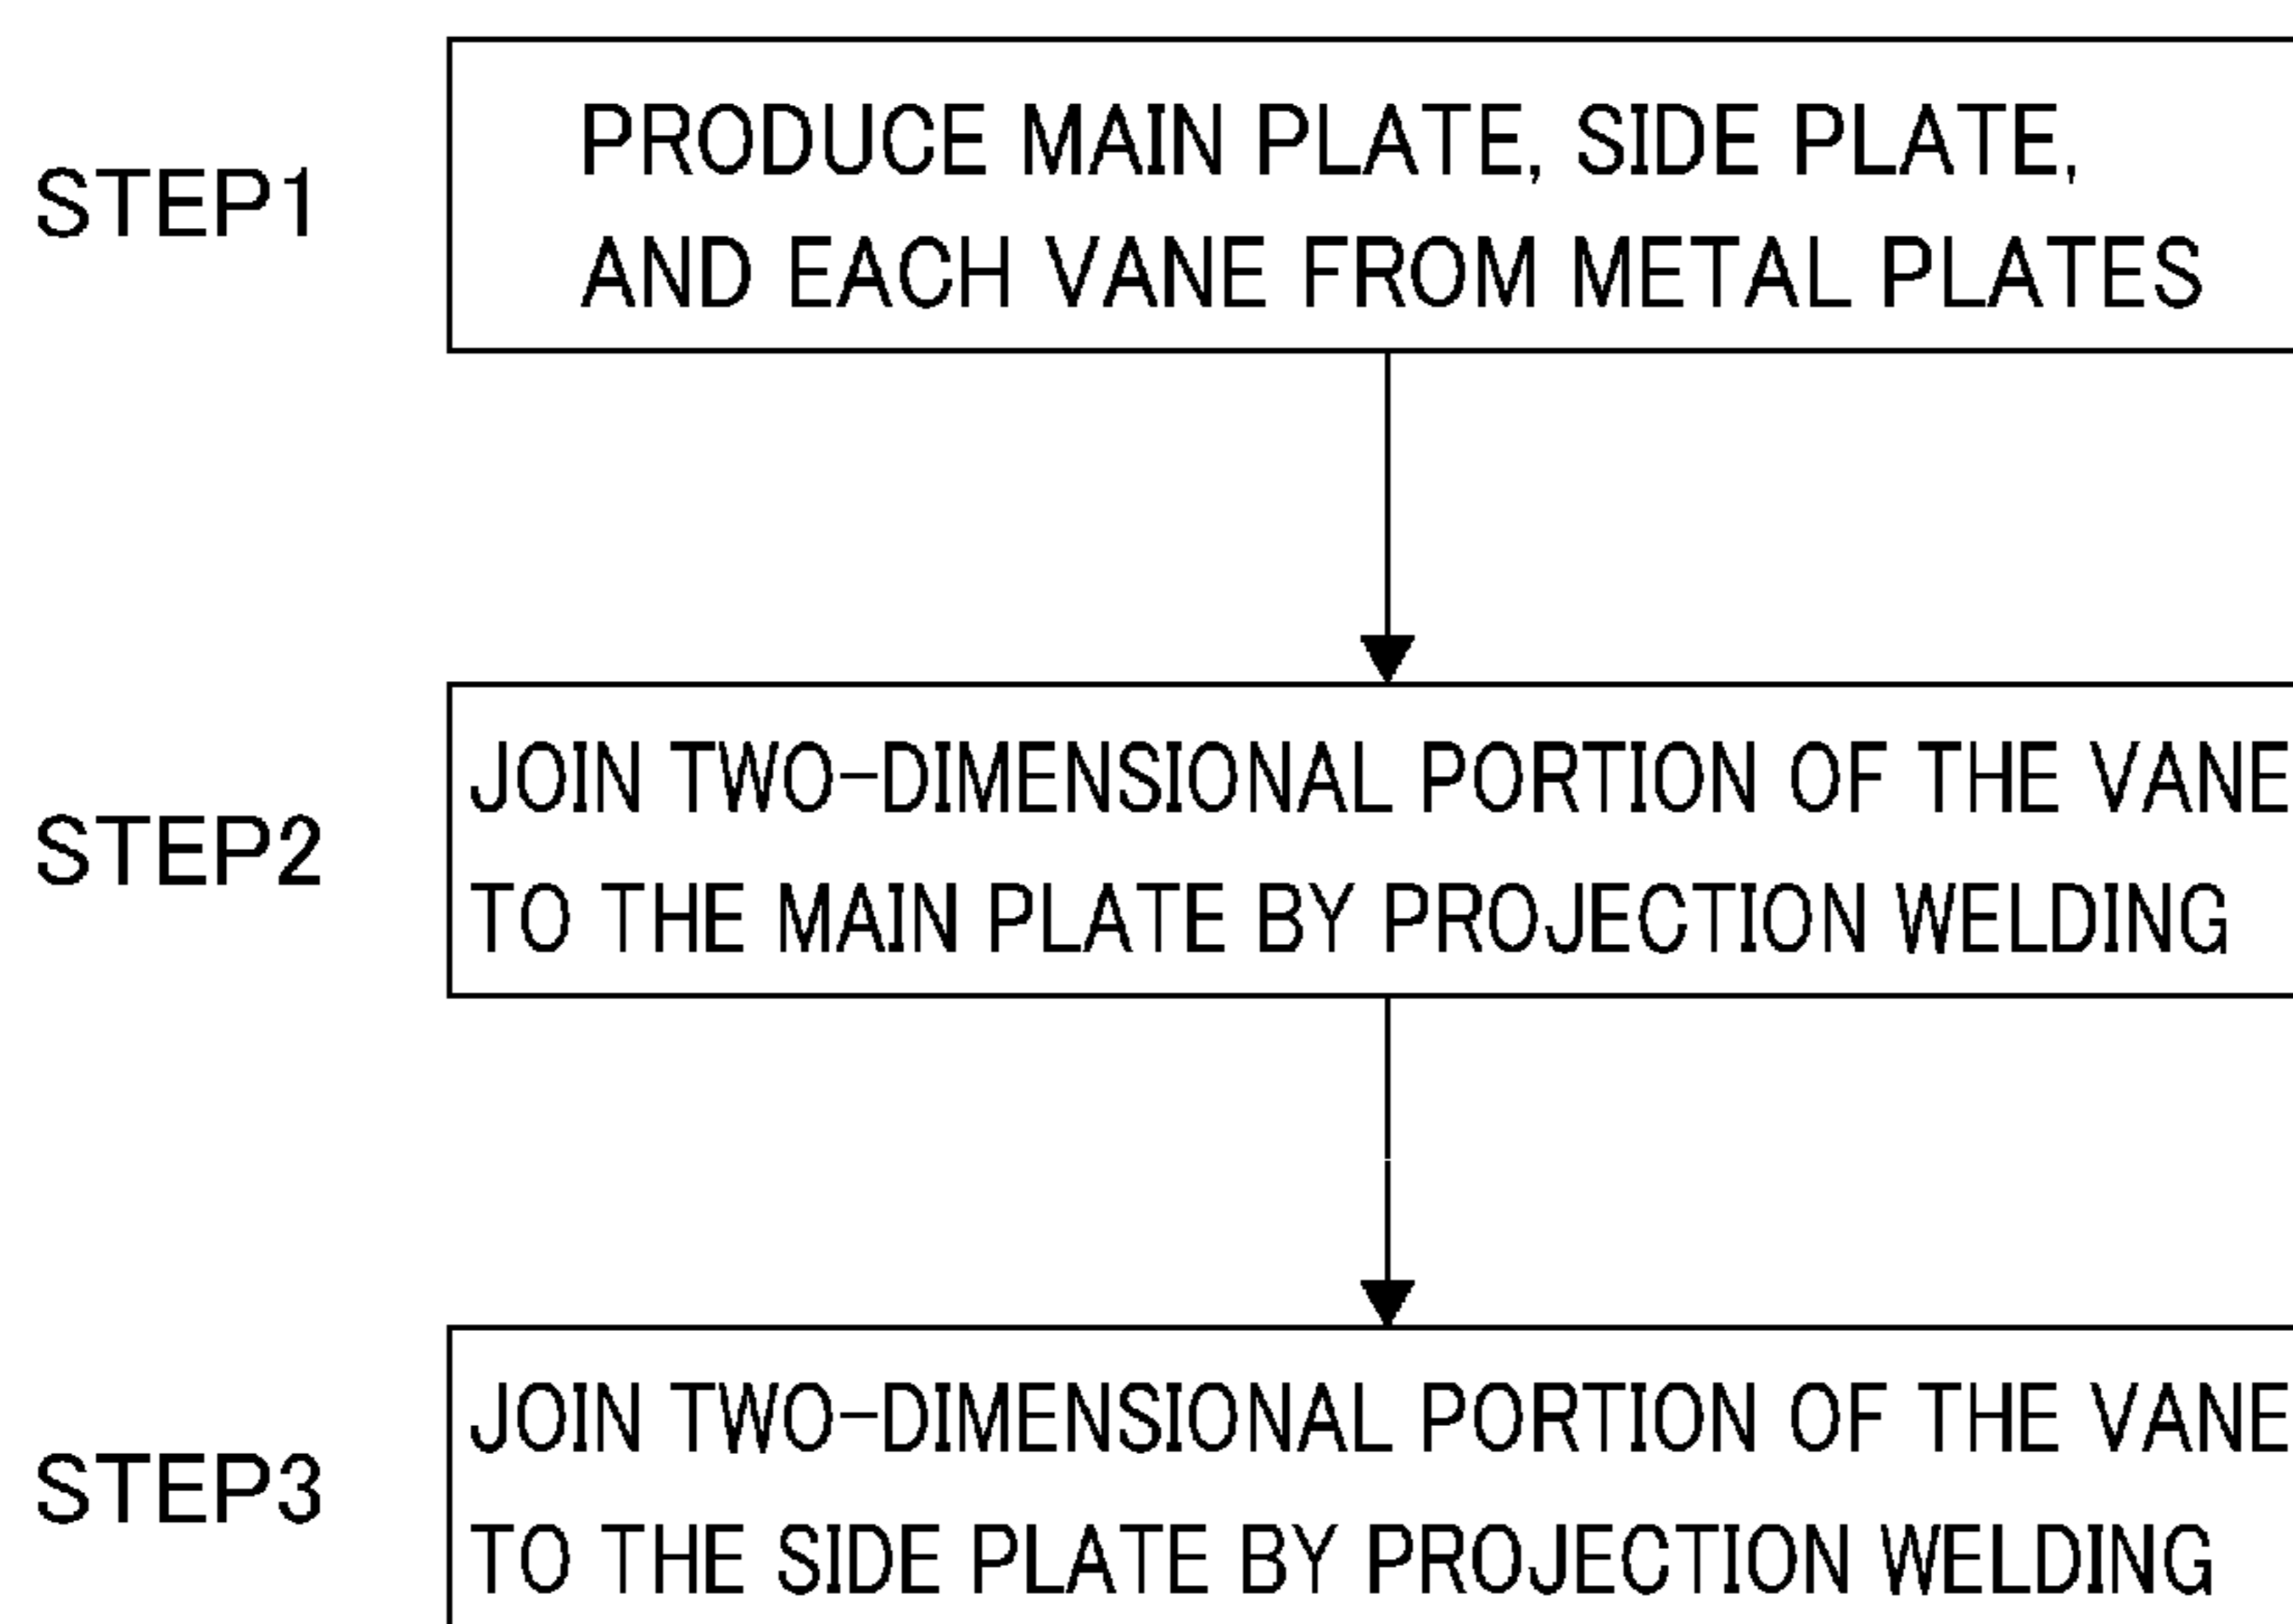 STEP1
PRODUCE MAIN PLATE, SIDE PLATE,
AND EACH VANE FROM METAL PLATES
STEP2
JOIN TWO-DIMENSIONAL PORTION OF THE VANE
TO THE MAIN PLATE BY PROJECTION WELDING
STEP3
JOIN TWO-DIMENSIONAL PORTION OF THE VANE
TO THE SIDE PLATE BY PROJECTION WELDING